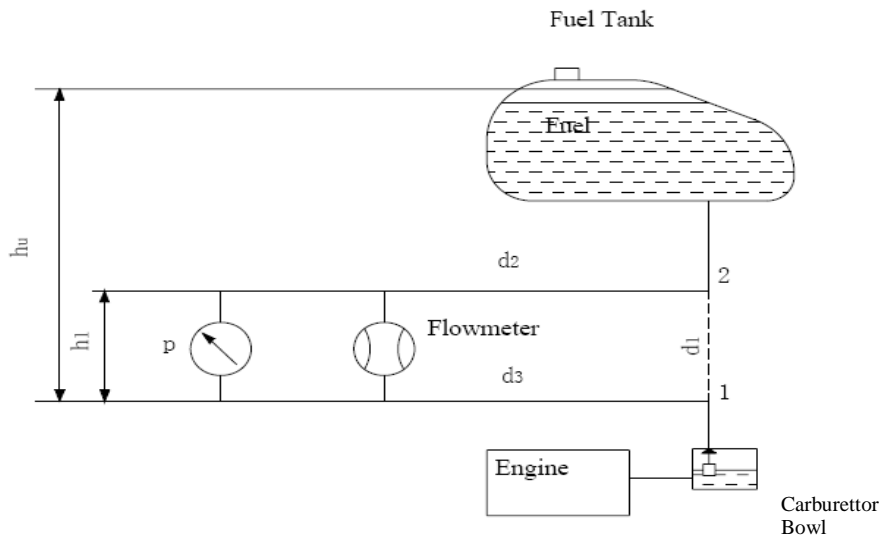 Fuel Tank
Fuel
hu
d2
2
h1
p
Flowmeter
d1
d3
1
Engine
Carburettor
Bowl